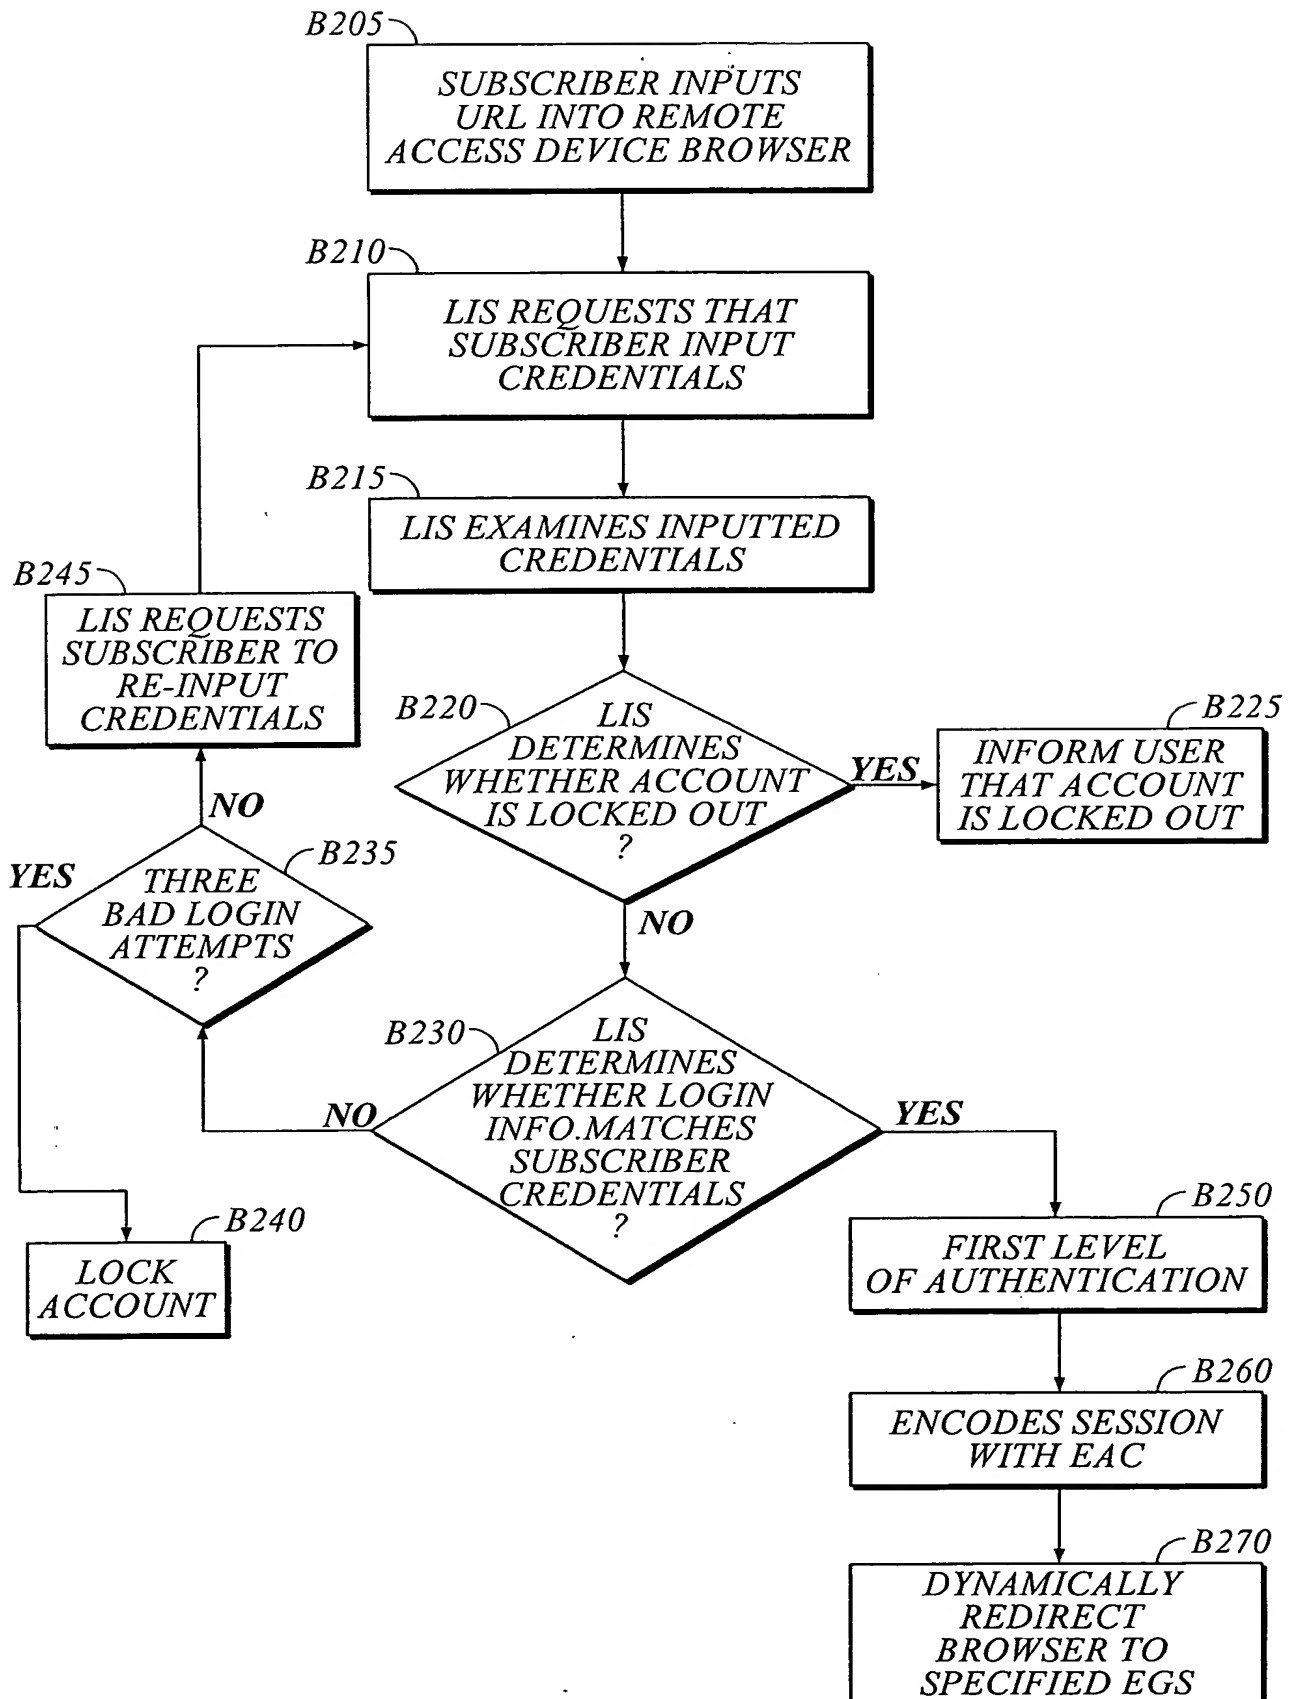 B205
SUBSCRIBER INPUTS
URL INTO REMOTE
ACCESS DEVICE BROWSER
B210
LIS REQUESTS THAT
SUBSCRIBER INPUT
CREDENTIALS
B215
LIS EXAMINES INPUTTED
CREDENTIALS
B245
LIS REQUESTS
SUBSCRIBER TO
RE-INPUT
CREDENTIALS
B220
LIS
DETERMINES
WHETHER ACCOUNT
IS LOCKED OUT
?
YES
B225
INFORM USER
THAT ACCOUNT
IS LOCKED OUT
NO
B235
YES
THREE
BAD LOGIN
ATTEMPTS
?
NO
B230
LIS
DETERMINES
WHETHER LOGIN
INFO.MATCHES
SUBSCRIBER
CREDENTIALS
?
NO
YES
B240
LOCK
ACCOUNT
B250
FIRST LEVEL
OF AUTHENTICATION
B260
ENCODES SESSION
WITH EAC
B270
DYNAMICALLY
REDIRECT
BROWSER TO
SPECIFIED EGS